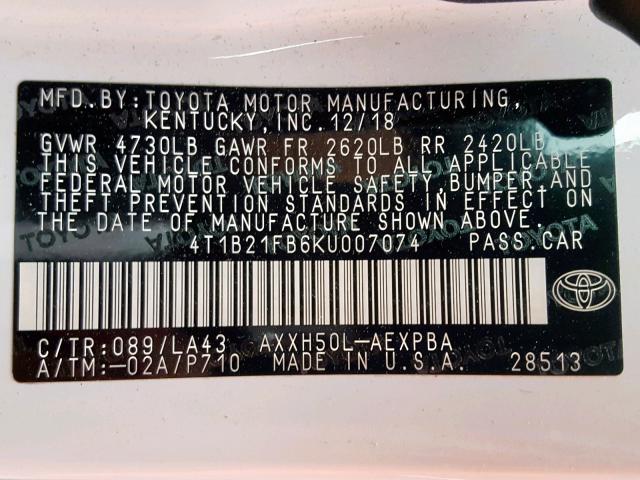 MFD.BY:TOYOTA MOTOR MANUFACTURING,
KENTUCKY,INC.12/18
GVWR 4730LB GAWR FR 2620LB RR 2420LB
THIS VEHICLE CONFORMS TO ALL APPLICABLE
FEDERAL MOTOR VEHICLE SAFETY,BUMPER,AND
THEFT PREVENTION STANDARDS IN EFFECT ON
THE DATE OF MANUFACTURE SHOWN ABOVE.
4T1B21FB6KU007074 PASS CAR
C/TR:089/LA43 AXXH50L-AEXPBA
A/TM:-02A/P710 MADE IN U.S.A. 28513